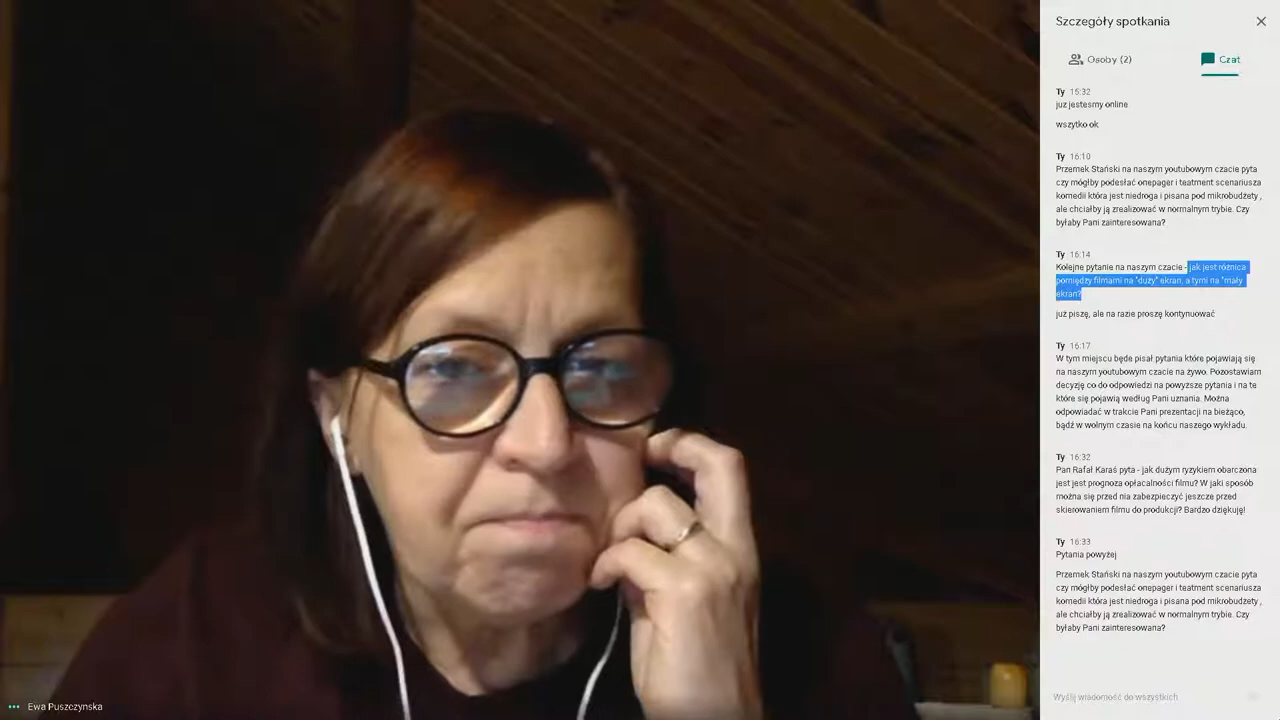 Szczegóły spotkania
Osoby (2)
Czat
Ty 16:32
juz jestesmy online
wszytko ok
Ty 16:10
Przemek Stański na naszym youtubowym czacie pyta
czy mógłby podesłać onepager i teatment scenariusza
komedii która jest niedroga i pisana pod mikrobudżety ,
ale chciałby ją zrealizować w normalnym trybie. Czy
byłaby Pani zainteresowana?
Ty 16:14
Kolejne pytanie na naszym czacie - jak jest różnica
pomiędzy filmami na "duży" ekran, a tymi na "mały
ekran?
już piszę, ale na razie proszę kontynuować
Ty 16:17
W tym miejscu będe pisał pytania które pojawiają się
na naszym youtubowym czacie na żywo. Pozostawiam
decyzję co do odpowiedzi na powyższe pytania i na te
które się pojawią według Pani uznania. Można
odpowiadać w trakcie Pani prezentacji na bieżąco,
bądź w wolnym czasie na końcu naszego wykładu.
Ty 16:32
Pan Rafał Karaś pyta - jak dużym ryzykiem obarczona
jest jest prognoza opłacalności filmu? W jaki sposób
można się przed nia zabezpieczyć jeszcze przed
skierowaniem filmu do produkcji? Bardzo dziękuję!
Ty 16:33
Pytania powyżej
Przemek Stański na naszym youtubowym czacie pyta
czy mógłby podesłać onepager i teatment scenariusza
komedii która jest niedroga i pisana pod mikrobudżety ,
ale chciałby ją zrealizować w normalnym trybie. Czy
byłaby Pani zainteresowana?
Wyślij wiadomość do wszystkich
Ewa Puszczynska